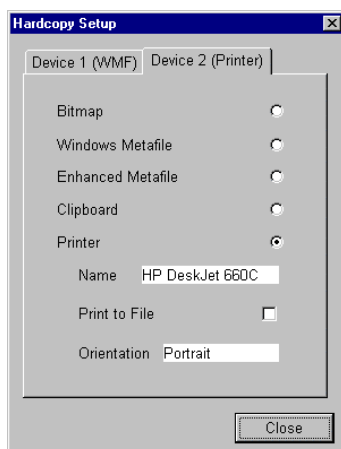 Hardcopy Setup
Device 1 (WMF) Device 2 (Printer)
Bitmap
Windows Metafile
Enhanced Metafile
Clipboard
Printer
Name HP DeskJet 660C
Print to File
Orientation Portrait
Close